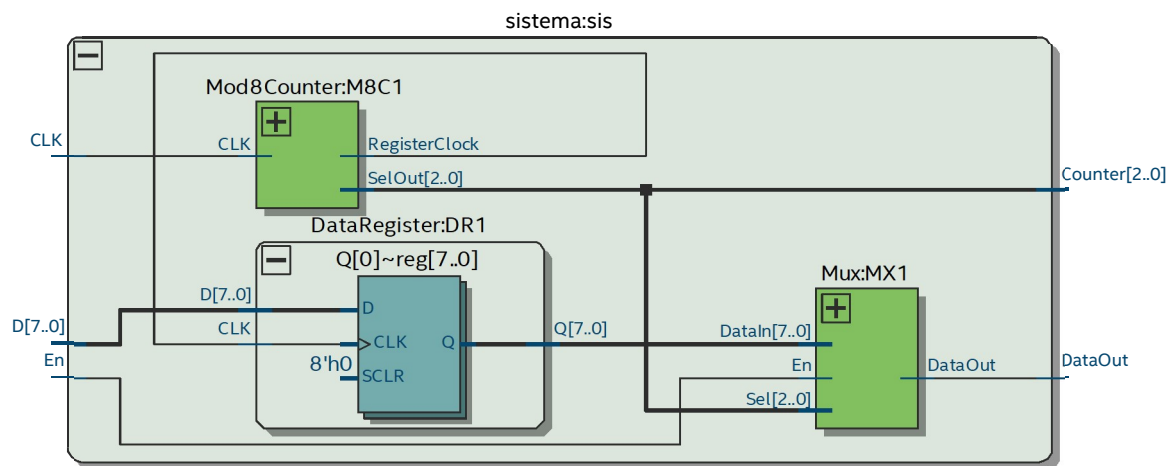 sistema:sis
Mod8Counter:M8C1
CLK
CLK
RegisterClock
SelOut[2..0]
Counter[2..0]
DataRegister:DR1
Q[0]~reg[7..0]
Mux:MX1
D[7..0]
D
D[7..0]
CLK
CLK
Q
Q[7..0]
DataIn[7..0]
En
8'h0
SCLR
En
DataOut
DataOut
Sel[2..0]